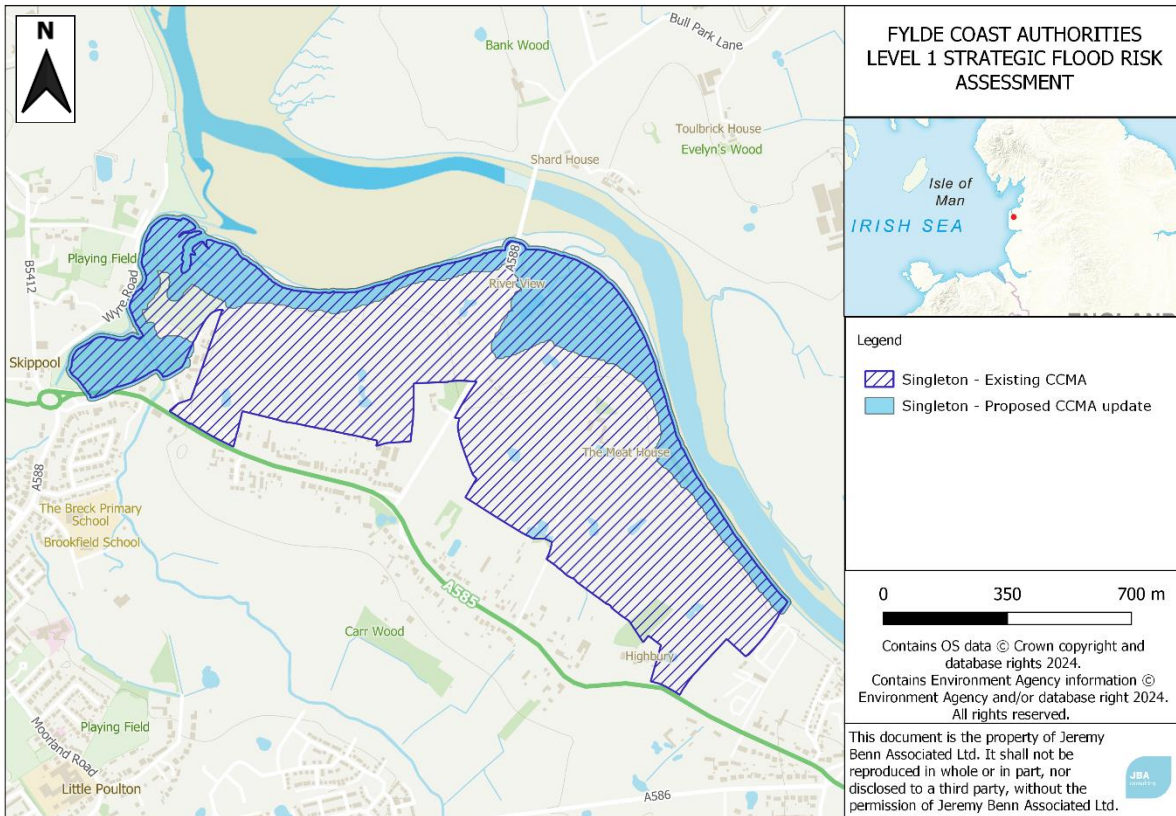 N
Bank Wood
Bull Park Lane
Toulbrick House
Evelyn's Wood
Shard House
Playing Field
B5412
Wyre Road
A588
River View
Skippool
The Moat House
A588
The Breck Primary
School
Brookfield School
A585
Carr Wood
Highbury
Playing Field
Moorland Road
Little Poulton
A586
FYLDE COAST AUTHORITIES
LEVEL 1 STRATEGIC FLOOD RISK
ASSESSMENT
Isle of
Man
IRISH SEA
Legend
Singleton - Existing CCMA
Singleton - Proposed CCMA update
0 350 700 m
Contains OS data © Crown copyright and
database rights 2024.
Contains Environment Agency information ©
Environment Agency and/or database right 2024.
All rights reserved.
This document is the property of Jeremy
Benn Associated Ltd. It shall not be
reproduced in whole or in part, nor
disclosed to a third party, without the
permission of Jeremy Benn Associated Ltd.
JBA
consulting